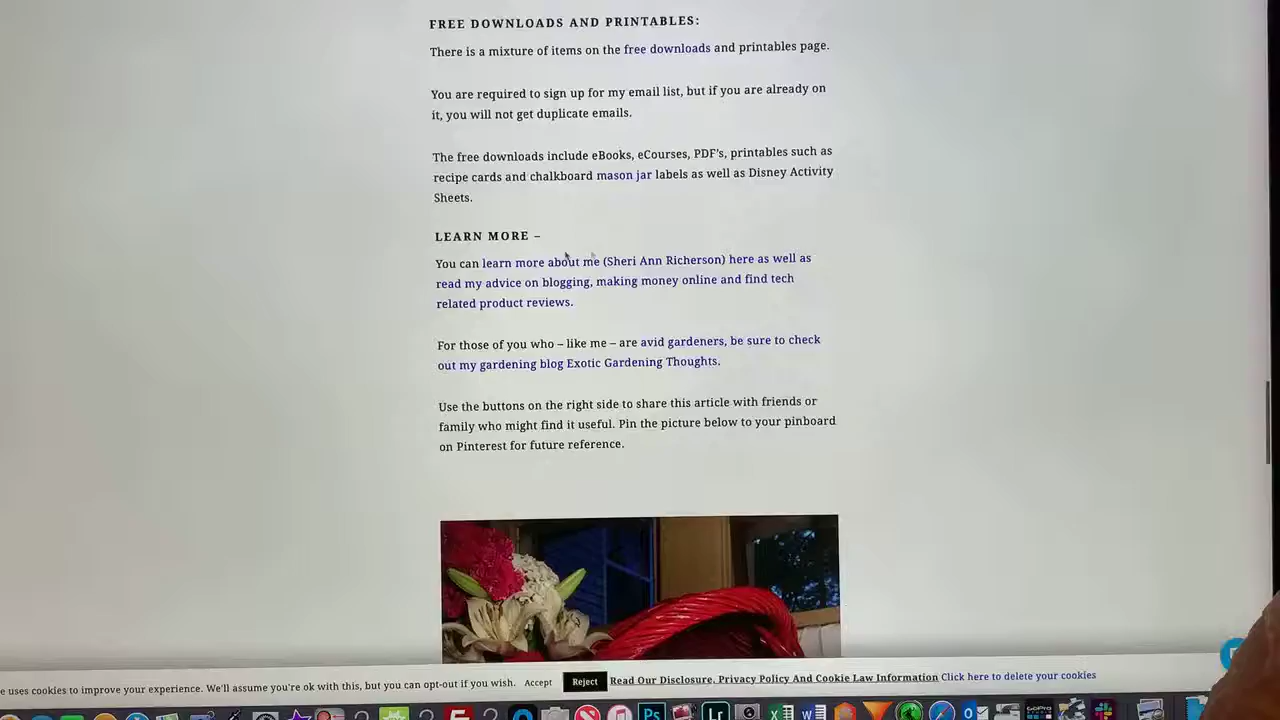 FREE DOWNLOADS AND PRINTABLES:
There is a mixture of items on the free downloads and printables page.
You are required to sign up for my email list, but if you are already on
it, you will not get duplicate emails.
The free downloads include eBooks, eCourses, PDF's, printables such as
recipe cards and chalkboard mason jar labels as well as Disney Activity
Sheets.
LEARN MORE –
You can learn more about me (Sheri Ann Richerson) here as well as
read my advice on blogging, making money online and find tech
related product reviews.
For those of you who – like me – are avid gardeners, be sure to check
out my gardening blog Exotic Gardening Thoughts.
Use the buttons on the right side to share this article with friends or
family who might find it useful. Pin the picture below to your pinboard
on Pinterest for future reference.
e uses cookies to improve your experience. We'll assume you're ok with this, but you can opt-out if you wish. Accept Reject Read Our Disclosure, Privacy Policy And Cookie Law Information Click here to delete your cookies
Ps Lr GoPro